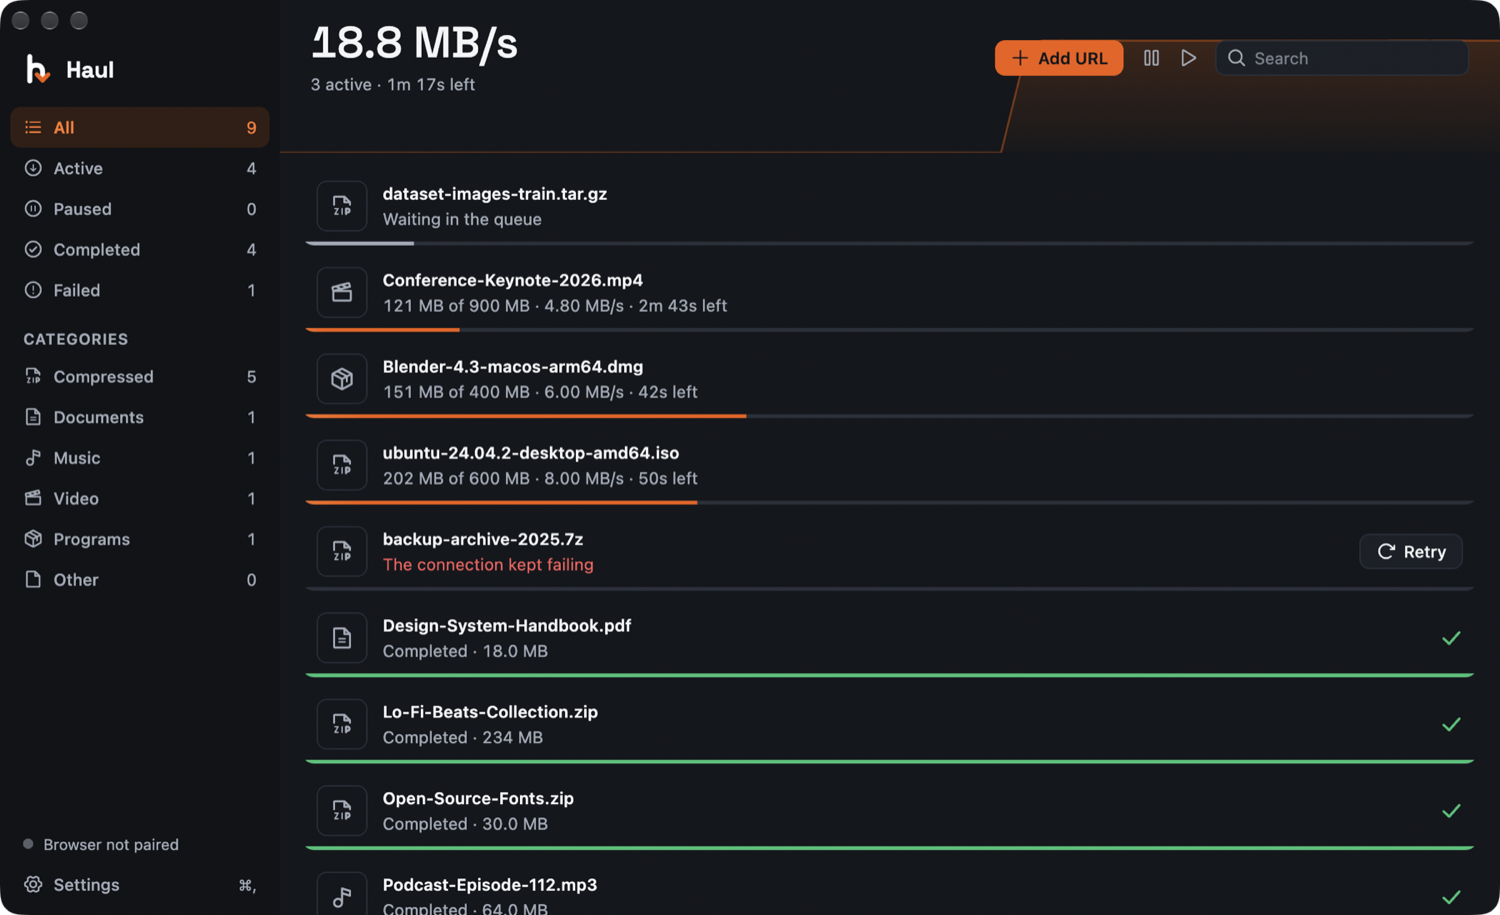 Haul
All 9
Active 4
Paused 0
Completed 4
Failed 1
CATEGORIES
Compressed 5
Documents 1
Music 1
Video 1
Programs 1
Other 0
Browser not paired
Settings ⌘,
18.8 MB/s
3 active · 1m 17s left
Add URL
Search
ZIP
dataset-images-train.tar.gz
Waiting in the queue
Conference-Keynote-2026.mp4
121 MB of 900 MB · 4.80 MB/s · 2m 43s left
Blender-4.3-macos-arm64.dmg
151 MB of 400 MB · 6.00 MB/s · 42s left
ZIP
ubuntu-24.04.2-desktop-amd64.iso
202 MB of 600 MB · 8.00 MB/s · 50s left
ZIP
backup-archive-2025.7z
The connection kept failing
Retry
Design-System-Handbook.pdf
Completed · 18.0 MB
ZIP
Lo-Fi-Beats-Collection.zip
Completed · 234 MB
ZIP
Open-Source-Fonts.zip
Completed · 30.0 MB
Podcast-Episode-112.mp3
Completed · 64.0 MB